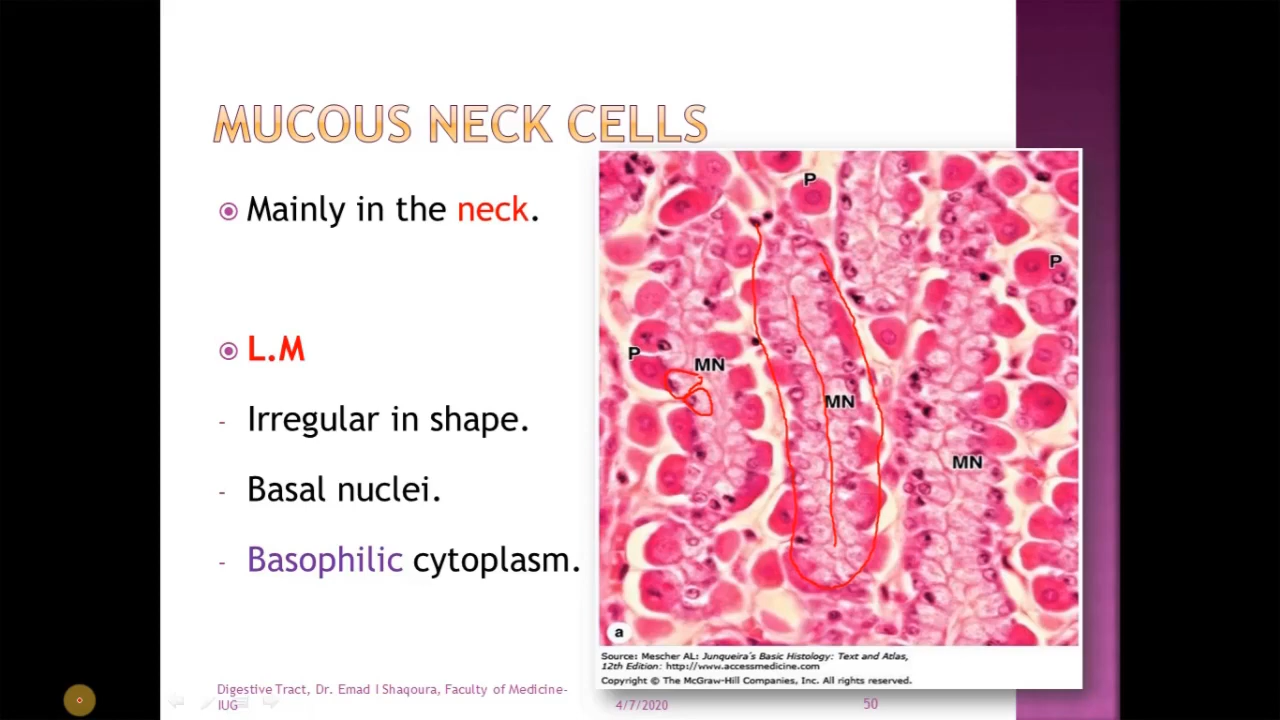 MUCOUS NECK CELLS
Mainly in the neck.
L.M
- Irregular in shape.
- Basal nuclei.
- Basophilic cytoplasm.
P
P
P
MN
MN
MN
a
Source: Mescher AL: Junqueira's Basic Histology: Text and Atlas,
12th Edition: http://www.accessmedicine.com
Copyright © The McGraw-Hill Companies, Inc. All rights reserved.
Digestive Tract, Dr. Emad I Shaqoura, Faculty of Medicine-
IUG
4/7/2020
50